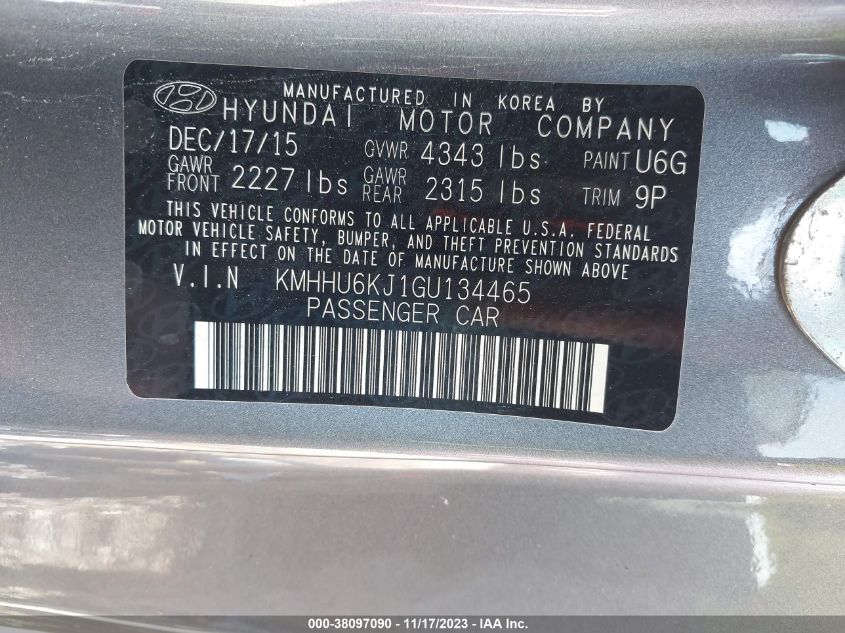 MANUFACTURED IN KOREA BY
HYUNDAI MOTOR COMPANY
DEC/17/15 GVWR 4343 lbs PAINT U6G
GAWR FRONT 2227 lbs GAWR REAR 2315 lbs TRIM 9P
THIS VEHICLE CONFORMS TO ALL APPLICABLE U.S.A. FEDERAL
MOTOR VEHICLE SAFETY, BUMPER, AND THEFT PREVENTION STANDARDS
IN EFFECT ON THE DATE OF MANUFACTURE SHOWN ABOVE
V.I.N KMHHU6KJ1GU134465
PASSENGER CAR
000-38097090 - 11/17/2023 - IAA Inc.